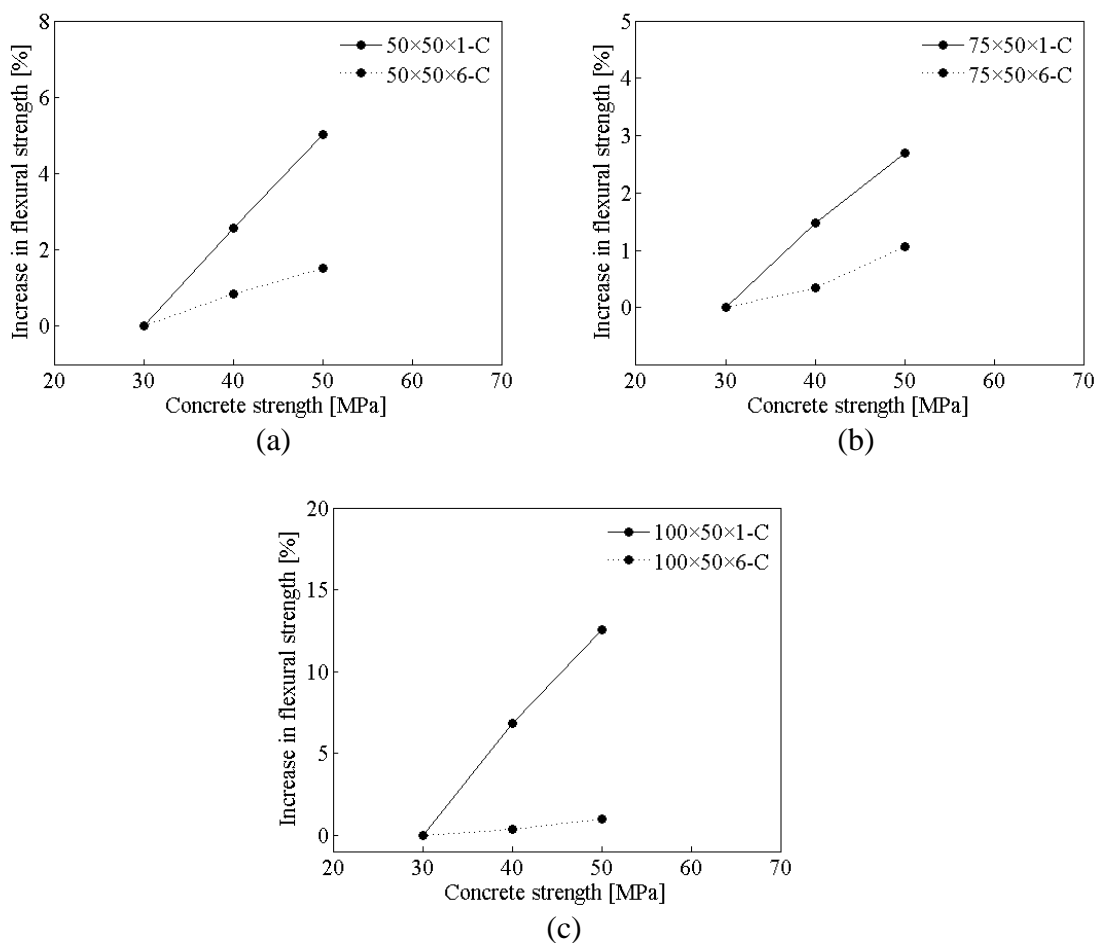 8
6
4
2
0
Increase in flexural strength [%]
50×50×1-C
50×50×6-C
20 30 40 50 60 70
Concrete strength [MPa]
(a)
5
4
3
2
1
0
Increase in flexural strength [%]
75×50×1-C
75×50×6-C
20 30 40 50 60 70
Concrete strength [MPa]
(b)
20
15
10
5
0
Increase in flexural strength [%]
100×50×1-C
100×50×6-C
20 30 40 50 60 70
Concrete strength [MPa]
(c)